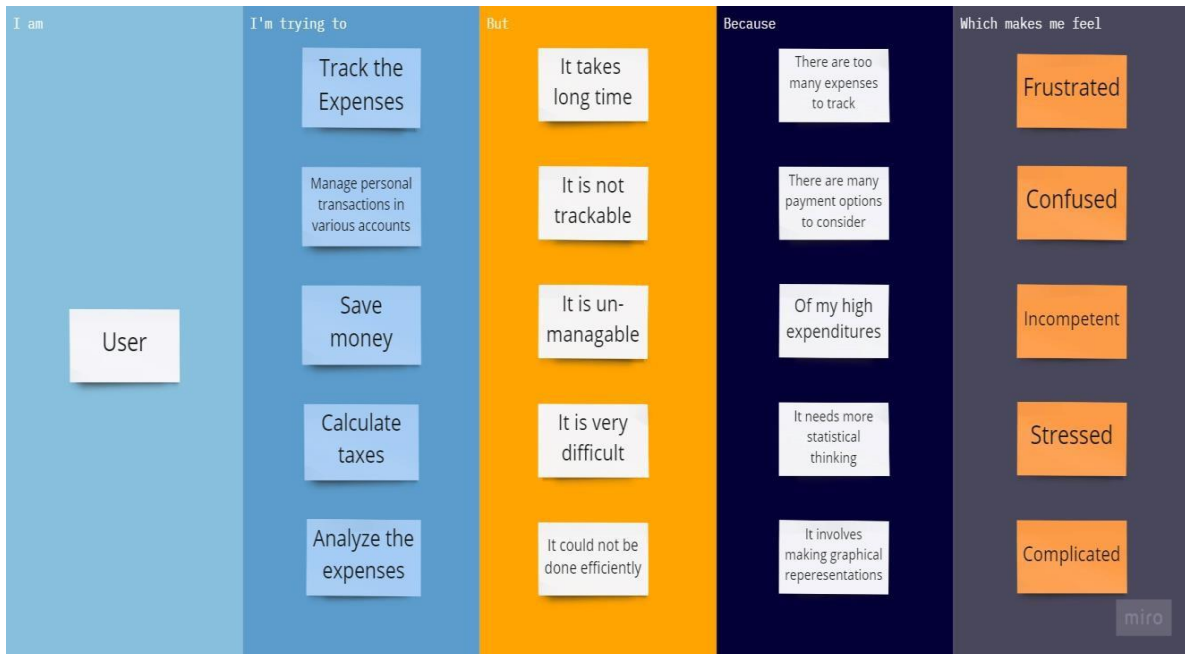 I am
I'm trying to
But
Because
Which makes me feel
User
Track the
Expenses
It takes
long time
There are too
many expenses
to track
Frustrated
Manage personal
transactions in
various accounts
It is not
trackable
There are many
payment options
to consider
Confused
Save
money
It is un-
managable
Of my high
expenditures
Incompetent
Calculate
taxes
It is very
difficult
It needs more
statistical
thinking
Stressed
Analyze the
expenses
It could not be
done efficiently
It involves
making graphical
reperesentations
Complicated
miro